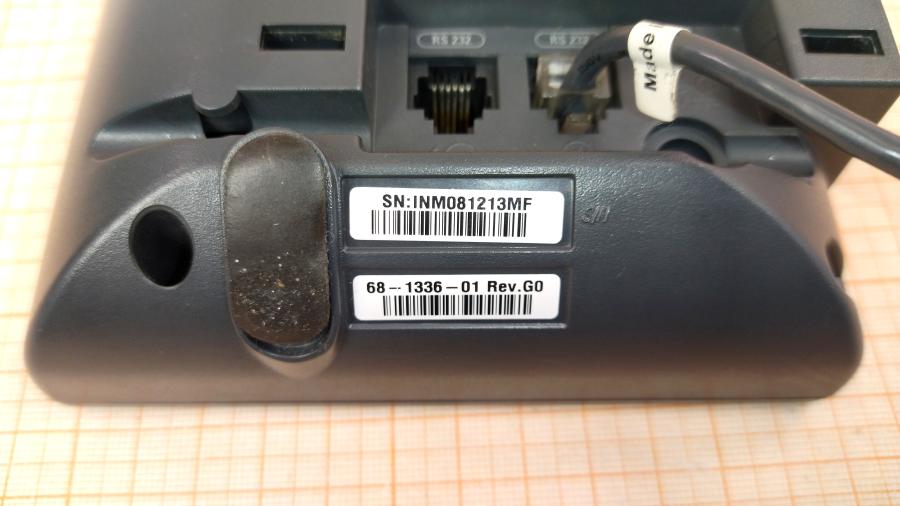 RS 232
RS 232
Made
SN:INM081213MF
S/N
68-1336-01 Rev.G0